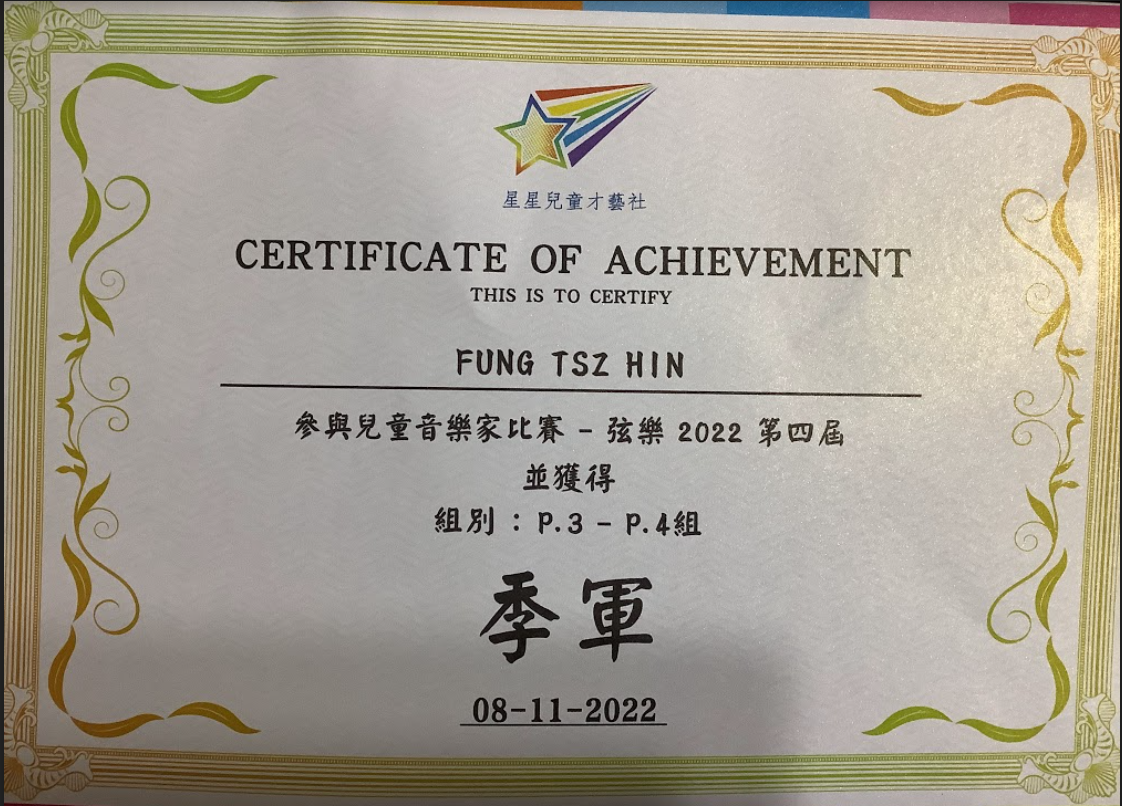 星星兒童才藝社
CERTIFICATE OF ACHIEVEMENT
THIS IS TO CERTIFY
FUNG TSZ HIN
參與兒童音樂家比賽 - 弦樂 2022 第四屆
並獲得
組別 : P.3 - P.4組
季軍
08-11-2022